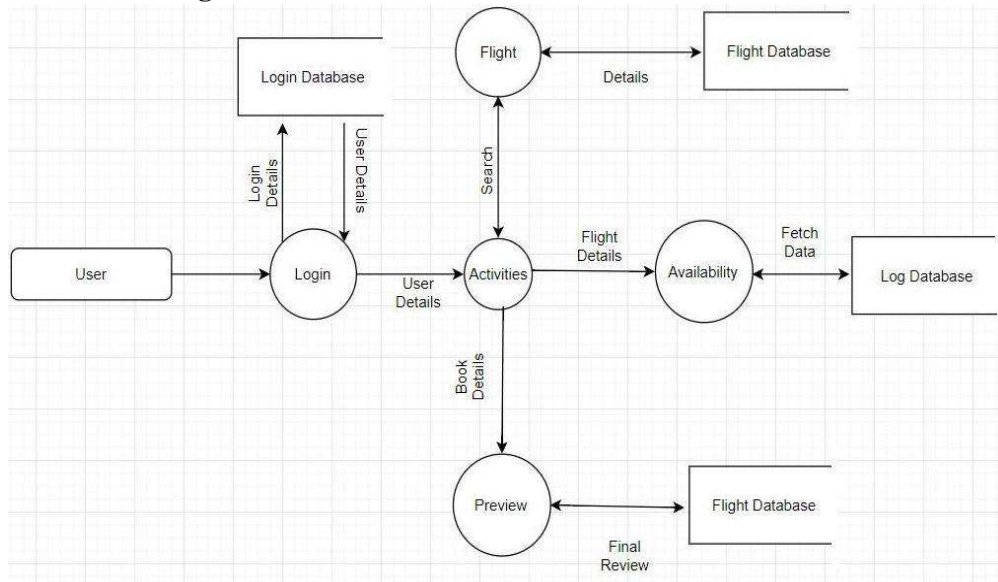 Flight
Flight Database
Details
Login Database
Login
Details
User Details
Search
User
Login
User
Details
Activities
Flight
Details
Availability
Fetch
Data
Log Database
Book
Details
Preview
Flight Database
Final
Review